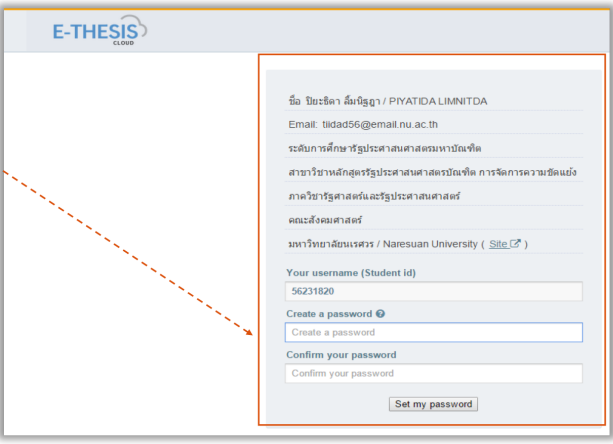 E-THESIS
CLOUD
ชื่อ ปิยะธิดา ลิ้มนิฐฎา / PIYATIDA LIMNITDA
Email: tiidad56@email.nu.ac.th
ระดับการศึกษารัฐประศาสนศาสตรมหาบัณฑิต
สาขาวิชาหลักสูตรรัฐประศาสนศาสตรบัณฑิต การจัดการความขัดแย้ง
ภาควิชารัฐศาสตร์และรัฐประศาสนศาสตร์
คณะสังคมศาสตร์
มหาวิทยาลัยนเรศวร / Naresuan University ( Site )
Your username (Student id)
56231820
Create a password
Create a password
Confirm your password
Confirm your password
Set my password